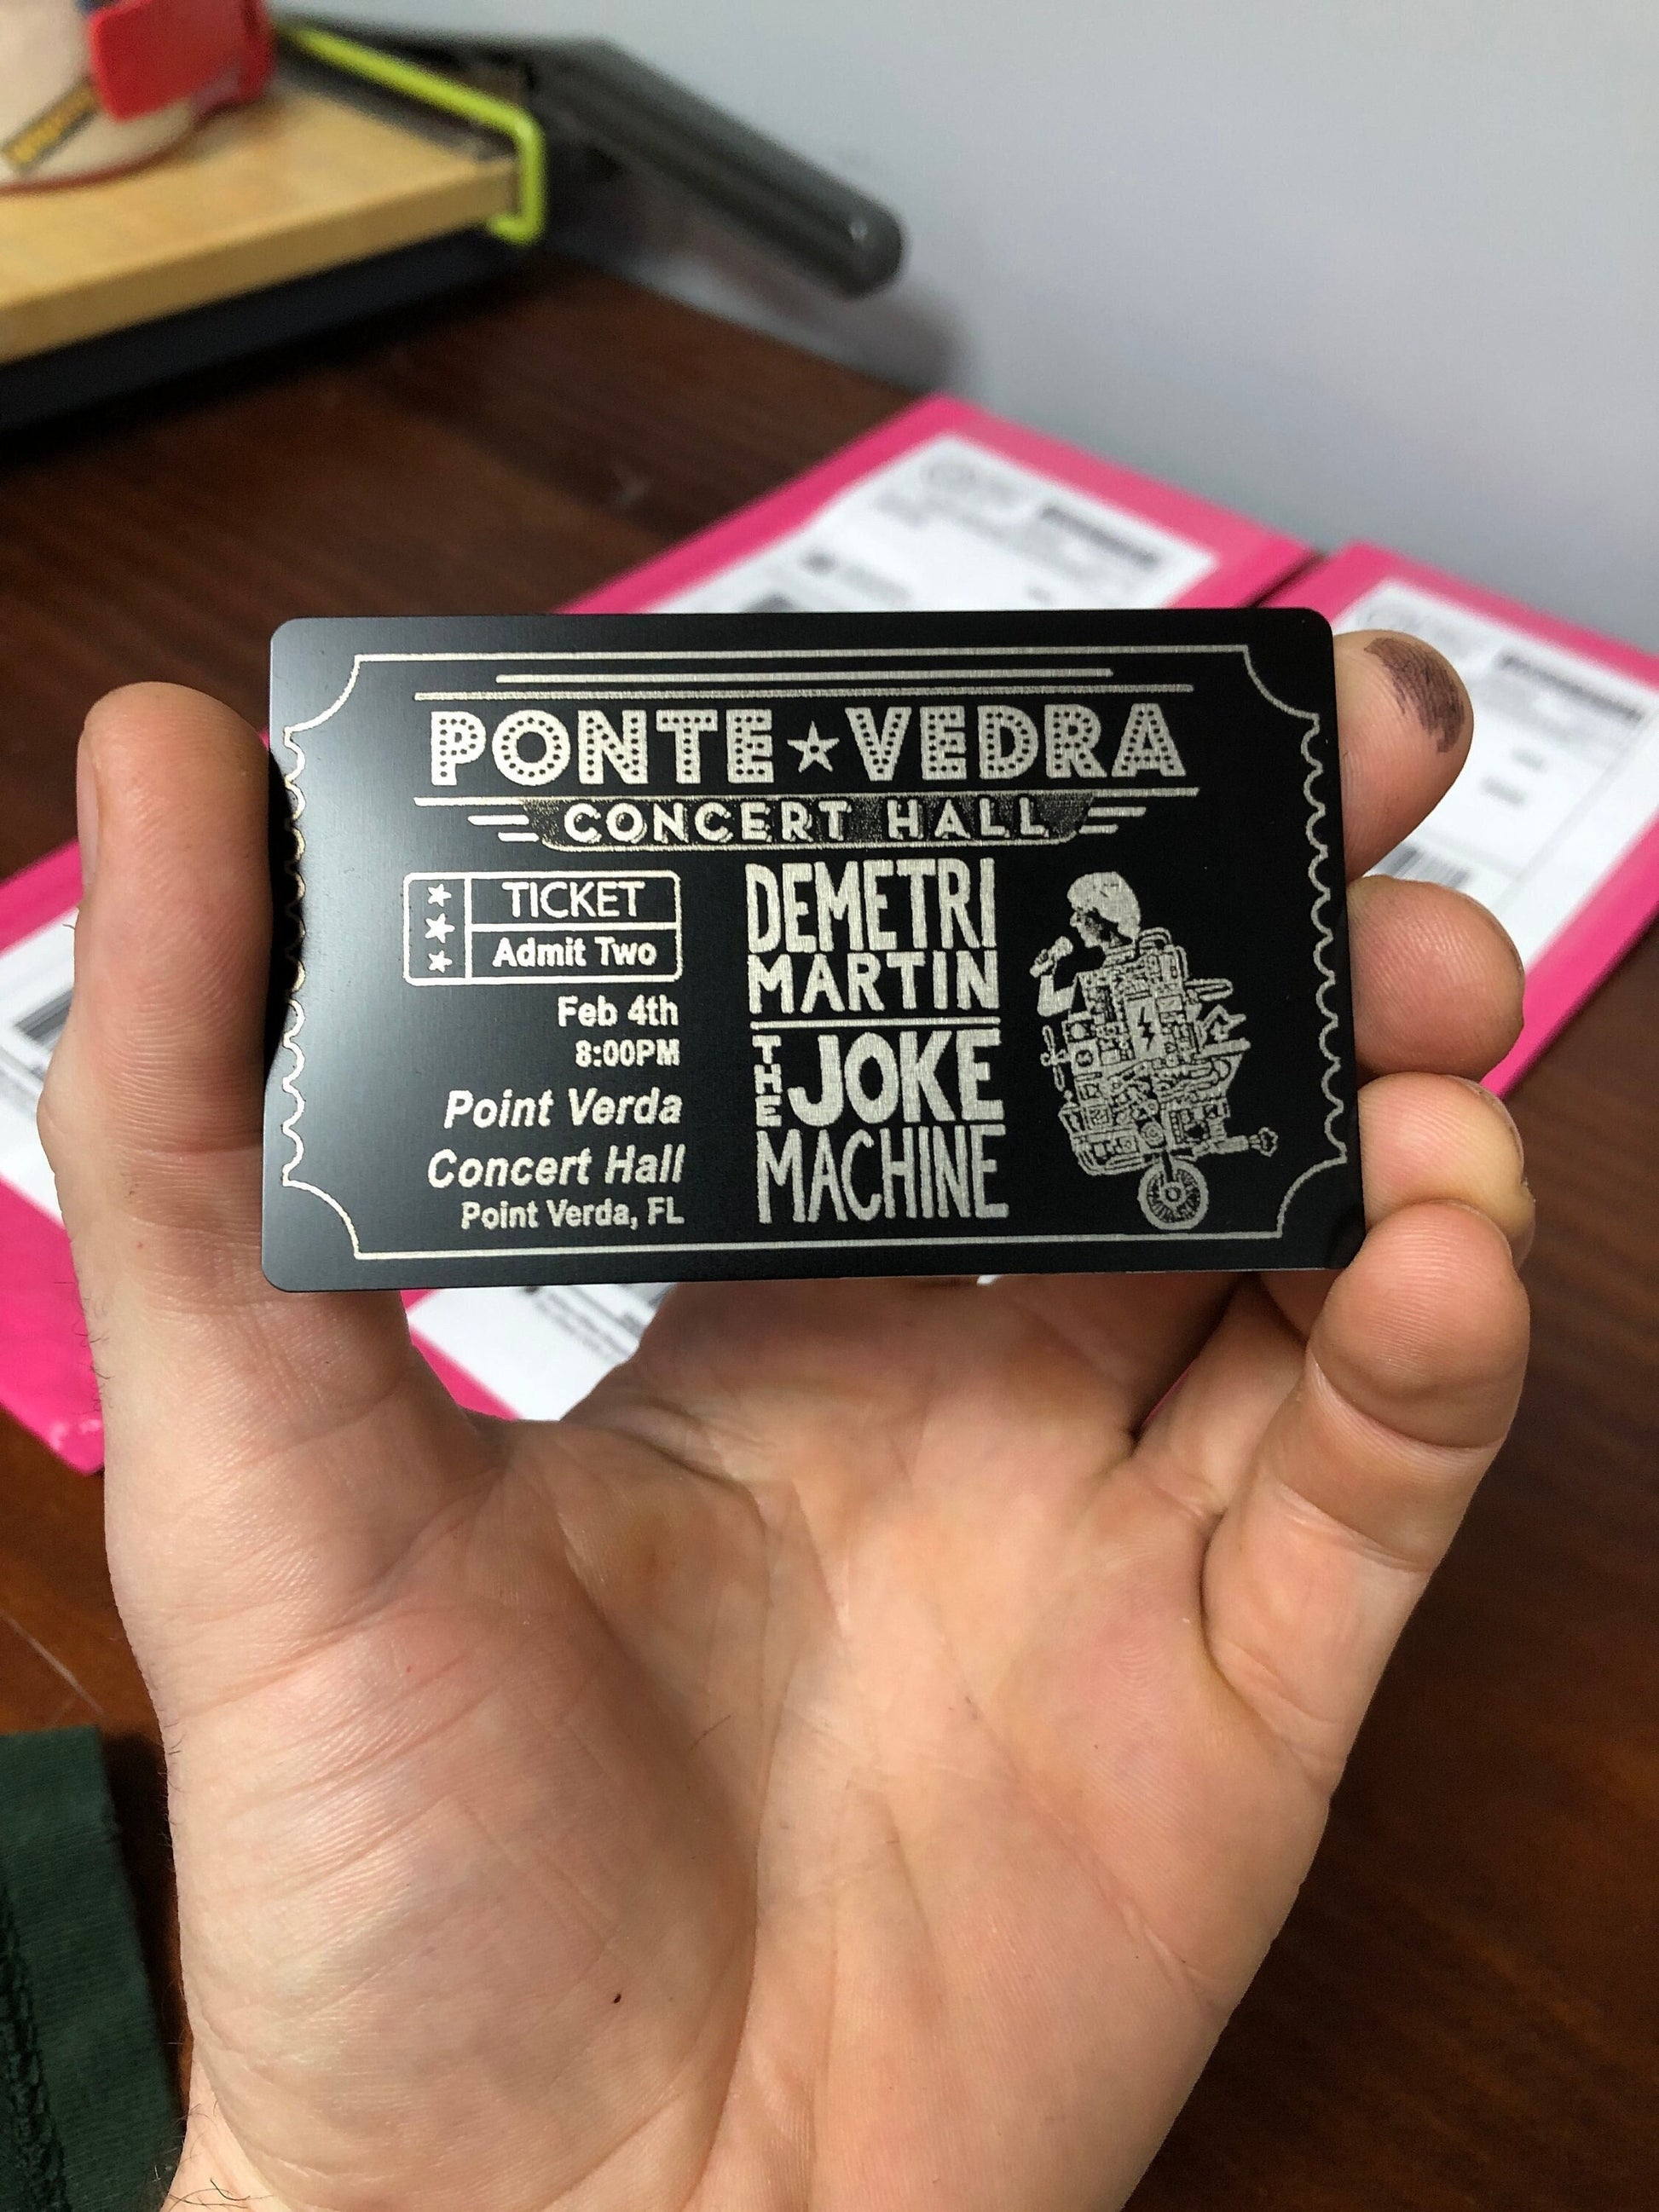 PONTE★VEDRA
CONCERT HALL
TICKET
Admit Two
Feb 4th
8:00PM
Point Verda
Concert Hall
Point Verda, FL
DEMETRI
MARTIN
THE JOKE
MACHINE